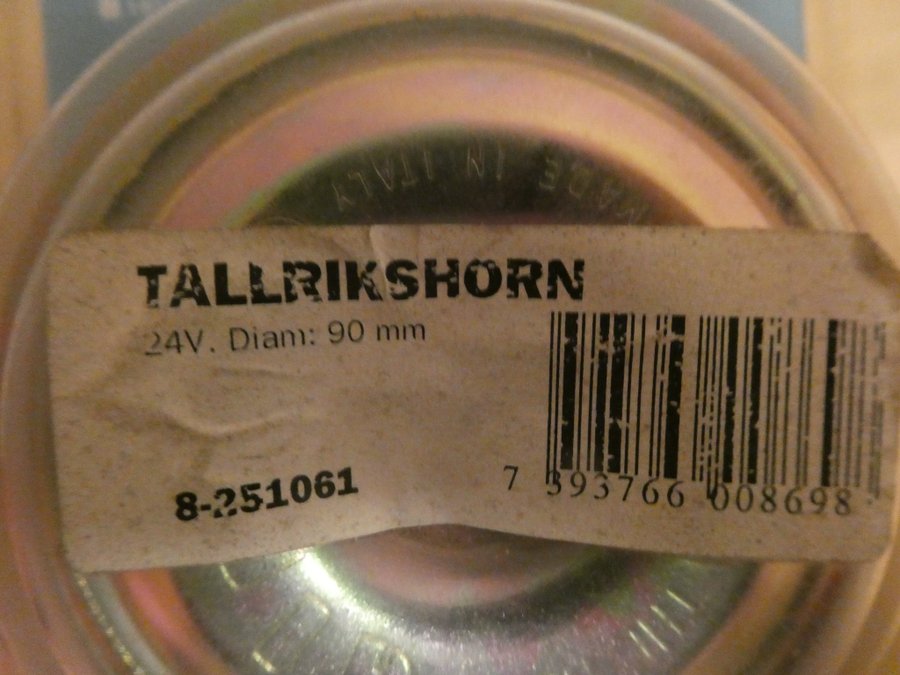 MADE IN ITALY
TALLRIKSHORN
24V. Diam: 90 mm
8-251061
7 393766 008698